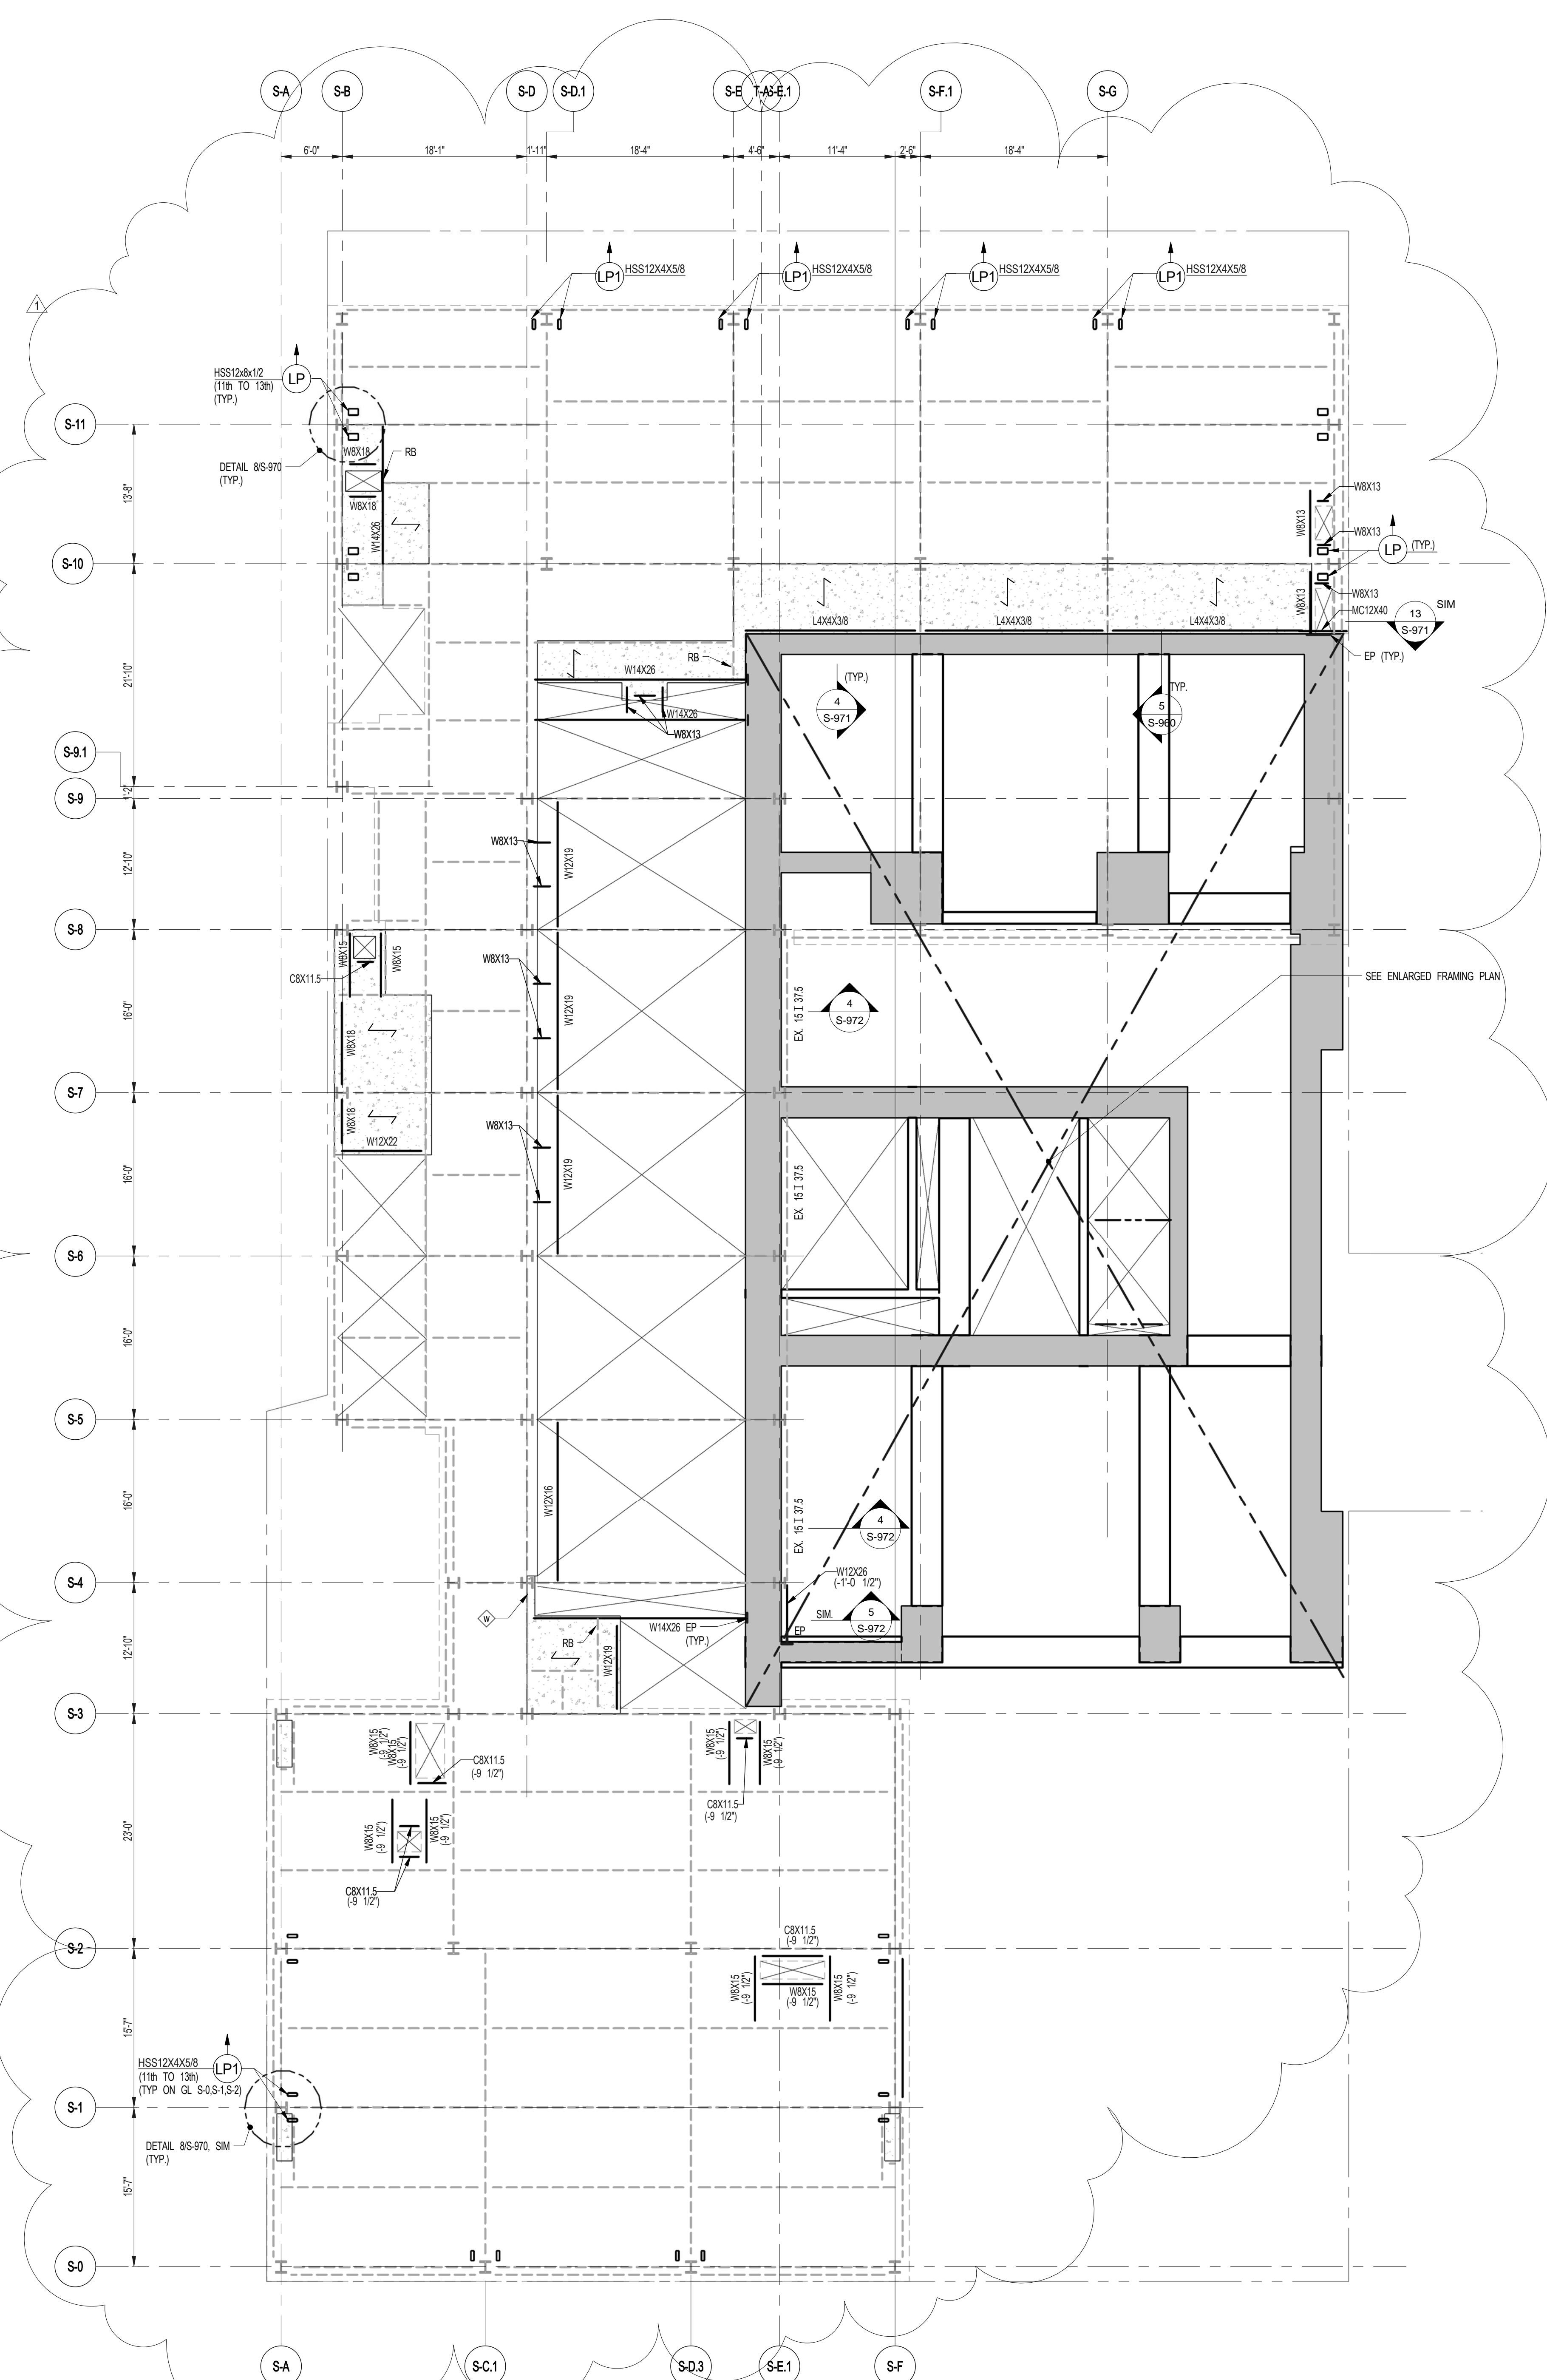 S-A
S-B
S-D
S-D.1
S-E
T-A
S-E.1
S-F.1
S-G
6'-0"
18'-1"
1'-11"
18'-4"
4'-6"
11'-4"
2'-6"
18'-4"
LP1
HSS12X4X5/8
LP1
HSS12X4X5/8
LP1
HSS12X4X5/8
LP1
HSS12X4X5/8
1
HSS12x8x1/2
(11th TO 13th)
(TYP.)
LP
S-11
W8X18
RB
DETAIL 8/S-970
(TYP.)
W8X18
W14X26
13'-8"
W8X13
W8X13
W8X13
LP
(TYP.)
S-10
W8X13
W8X13
MC12X40
13
S-971
SIM
EP (TYP.)
L4X4X3/8
L4X4X3/8
L4X4X3/8
21'-10"
RB
W14X26
W14X26
W8X13
(TYP.)
4
S-971
TYP.
5
S-960
S-9.1
1'-2"
S-9
12'-10"
W8X13
W12X19
S-8
W8X15
W8X15
C8X11.5
W8X13
W12X19
16'-0"
W8X18
EX. 15 I 37.5
4
S-972
SEE ENLARGED FRAMING PLAN
S-7
W8X18
W12X22
W8X13
W12X19
EX. 15 I 37.5
16'-0"
S-6
16'-0"
S-5
16'-0"
W12X16
EX. 15 I 37.5
4
S-972
S-4
W12X26
(-1'-0 1/2")
W
12'-10"
RB
W12X19
W14X26 EP
(TYP.)
SIM.
5
S-972
EP
S-3
W8X15
(-9 1/2")
W8X15
(-9 1/2")
C8X11.5
(-9 1/2")
W8X15
(-9 1/2")
W8X15
(-9 1/2")
C8X11.5
(-9 1/2")
23'-0"
W8X15
(-9 1/2")
W8X15
(-9 1/2")
C8X11.5
(-9 1/2")
S-2
C8X11.5
(-9 1/2")
W8X15
(-9 1/2")
W8X15
(-9 1/2")
W8X15
(-9 1/2")
15'-7"
HSS12X4X5/8
(11th TO 13th)
(TYP ON GL S-0,S-1,S-2)
LP1
S-1
DETAIL 8/S-970, SIM
(TYP.)
15'-7"
S-0
S-A
S-C.1
S-D.3
S-E.1
S-F